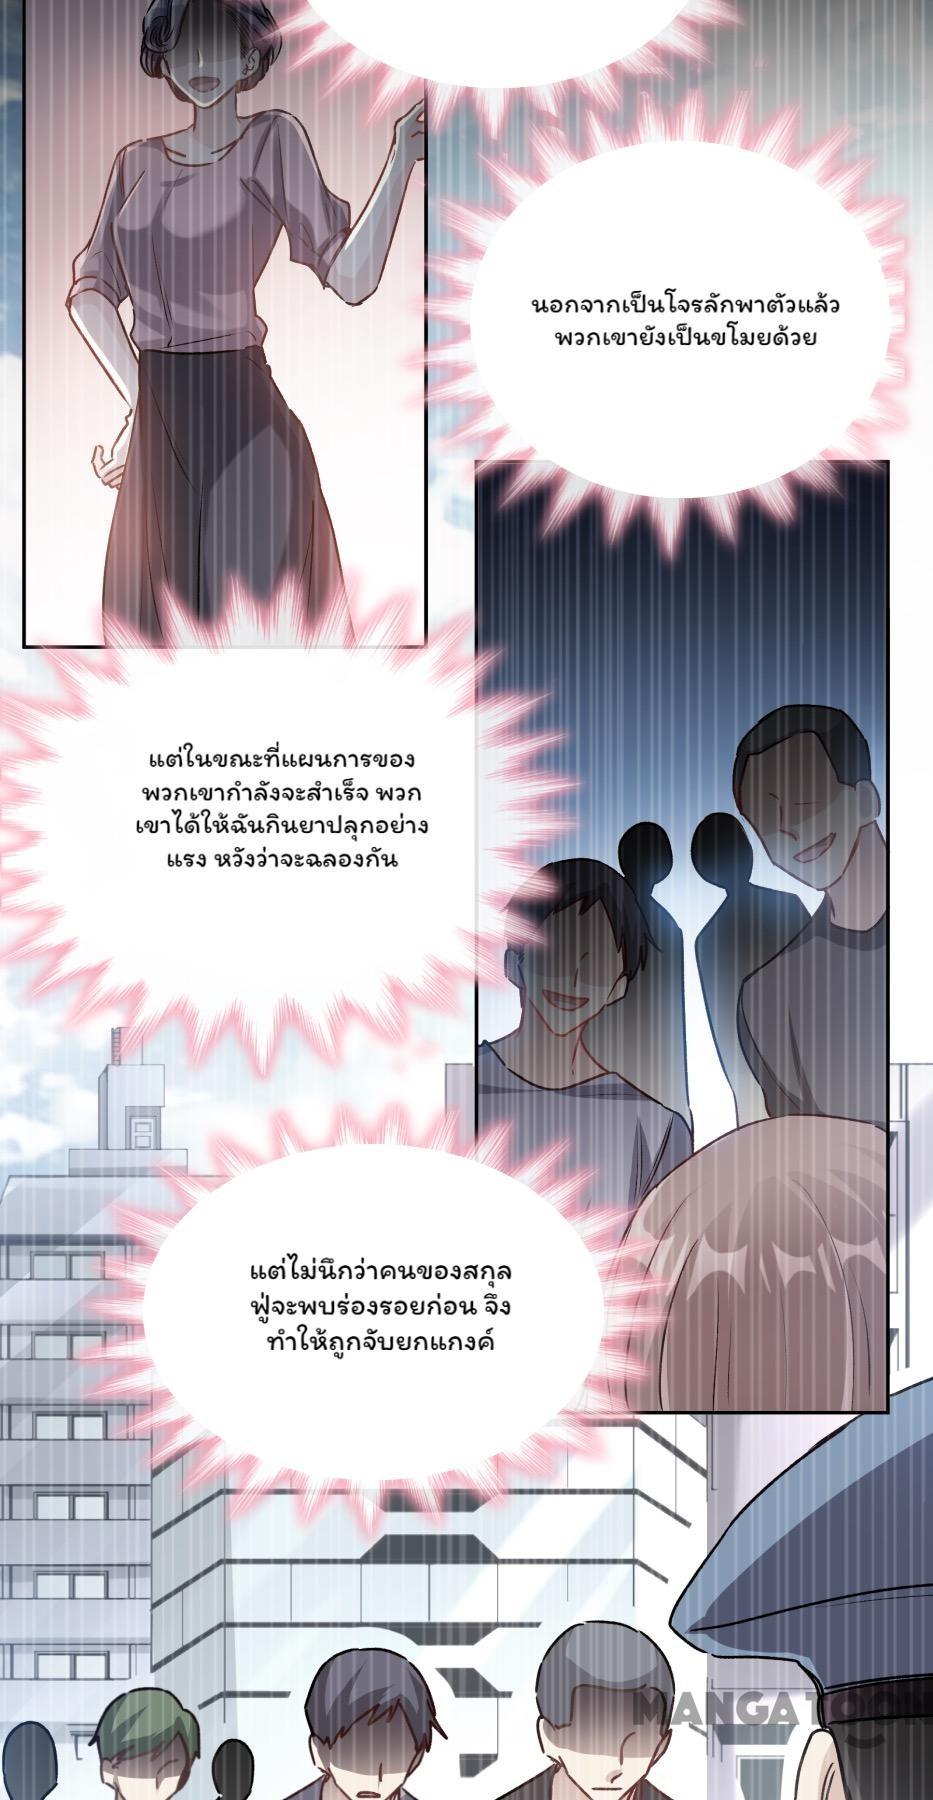 นอกจากเป็นโจรลักพาตัวแล้ว
พวกเขายังเป็นขโมยด้วย
แต่ในขณะที่แผนการของ
พวกเขากำลังจะสำเร็จ พวก
เขาได้ให้ฉันกินยาปลุกอย่าง
แรง หวังว่าจะฉลองกัน
แต่ไม่นึกว่าคนของสกุล
ฟู่จะพบร่องรอยก่อน จึง
ทำให้ถูกจับยกแกงค์
MANGATOON